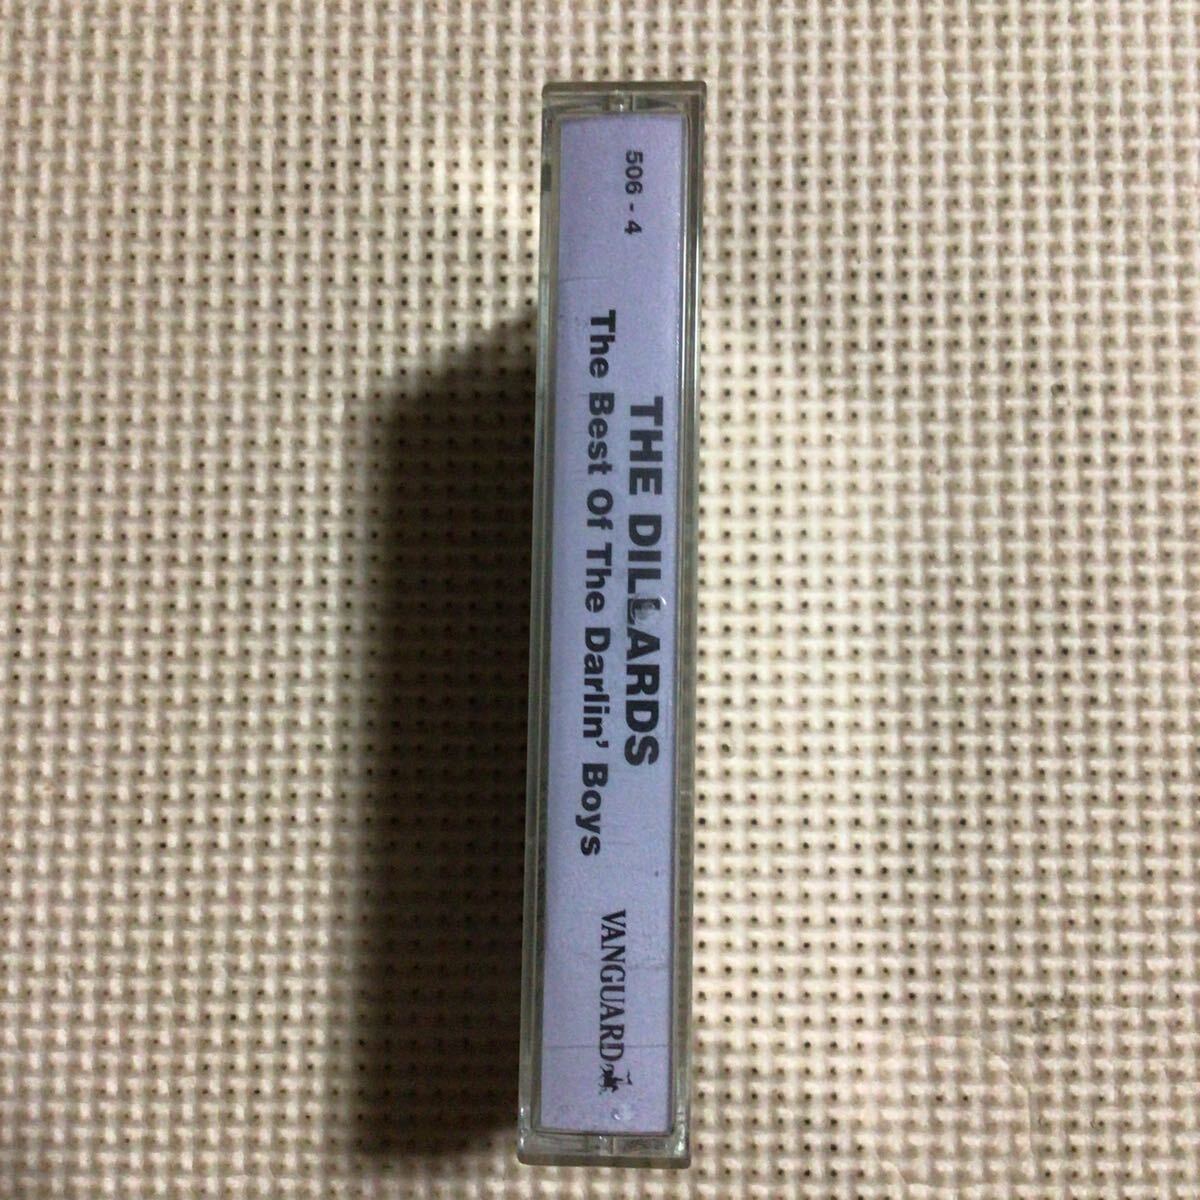 506 - 4
THE DILLARDS
The Best Of The Darlin' Boys
VANGUARD